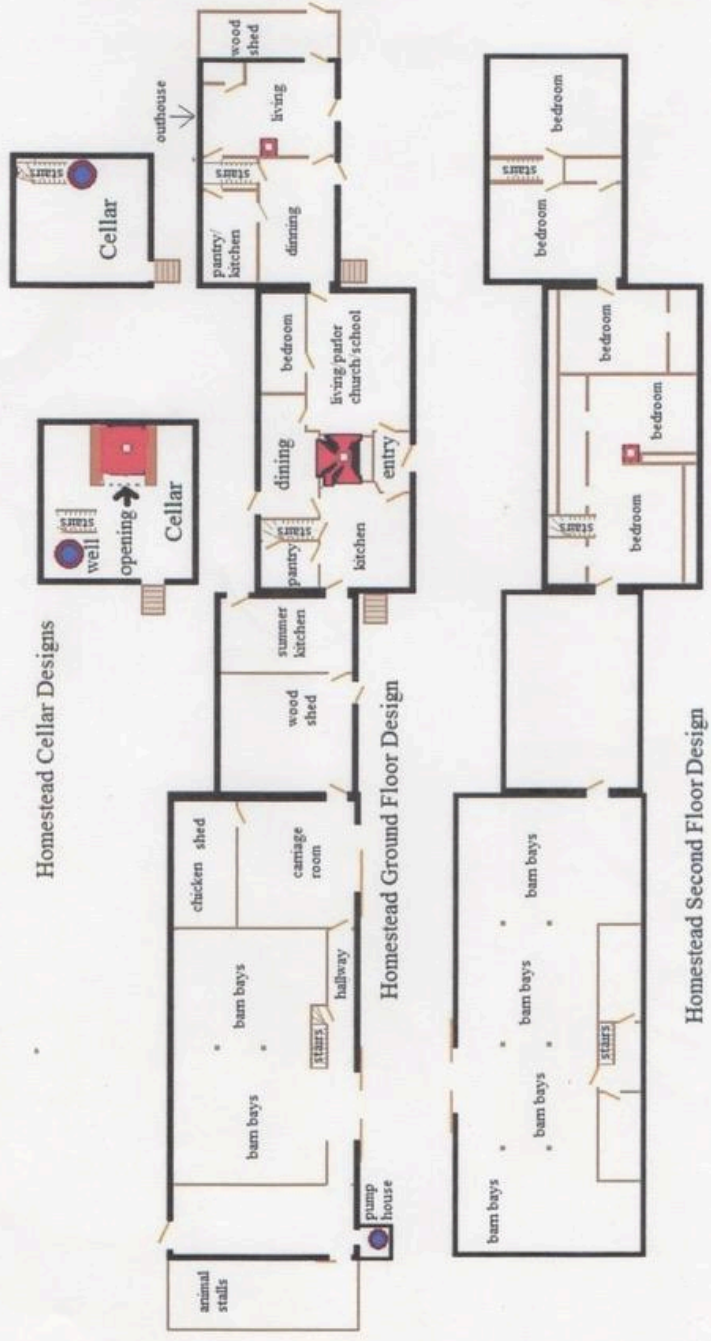 Homestead Cellar Designs
well
stairs
opening
Cellar
stairs
Cellar
outhouse
animal
stalls
pump
house
barn bays
barn bays
stairs
hallway
chicken shed
carriage
room
wood
shed
summer
kitchen
pantry
stairs
kitchen
dining
entry
bedroom
living/parlor
church/school
pantry/
kitchen
stairs
dinning
living
wood
shed
Homestead Ground Floor Design
barn bays
barn bays
barn bays
barn bays
stairs
stairs
bedroom
bedroom
bedroom
bedroom
stairs
bedroom
Homestead Second Floor Design